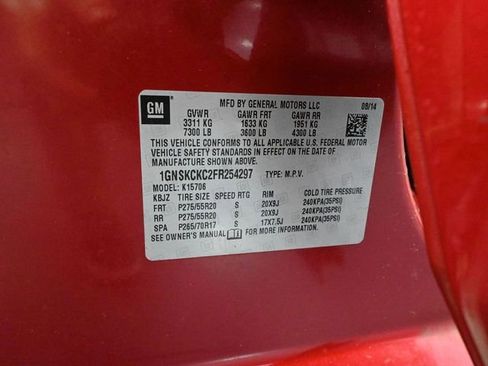 GM
MFD BY GENERAL MOTORS LLC 08/14
GVWR GAWR FRT GAWR RR
3311 KG 1633 KG 1951 KG
7300 LB 3600 LB 4300 LB
THIS VEHICLE CONFORMS TO ALL APPLICABLE U.S. FEDERAL MOTOR
VEHICLE SAFETY STANDARDS IN EFFECT ON THE DATE OF
MANUFACTURE SHOWN ABOVE.
1GNSKCKC2FR254297 TYPE: M.P.V.
MODEL: K15706
KBJZ TIRE SIZE SPEED RTG RIM COLD TIRE PRESSURE
FRT P275/55R20 S 20X9J 240KPA(35PSI)
RR P275/55R20 S 20X9J 240KPA(35PSI)
SPA P265/70R17 S 17X7.5J 240KPA(35PSI)
SEE OWNER'S MANUAL FOR MORE INFORMATION.